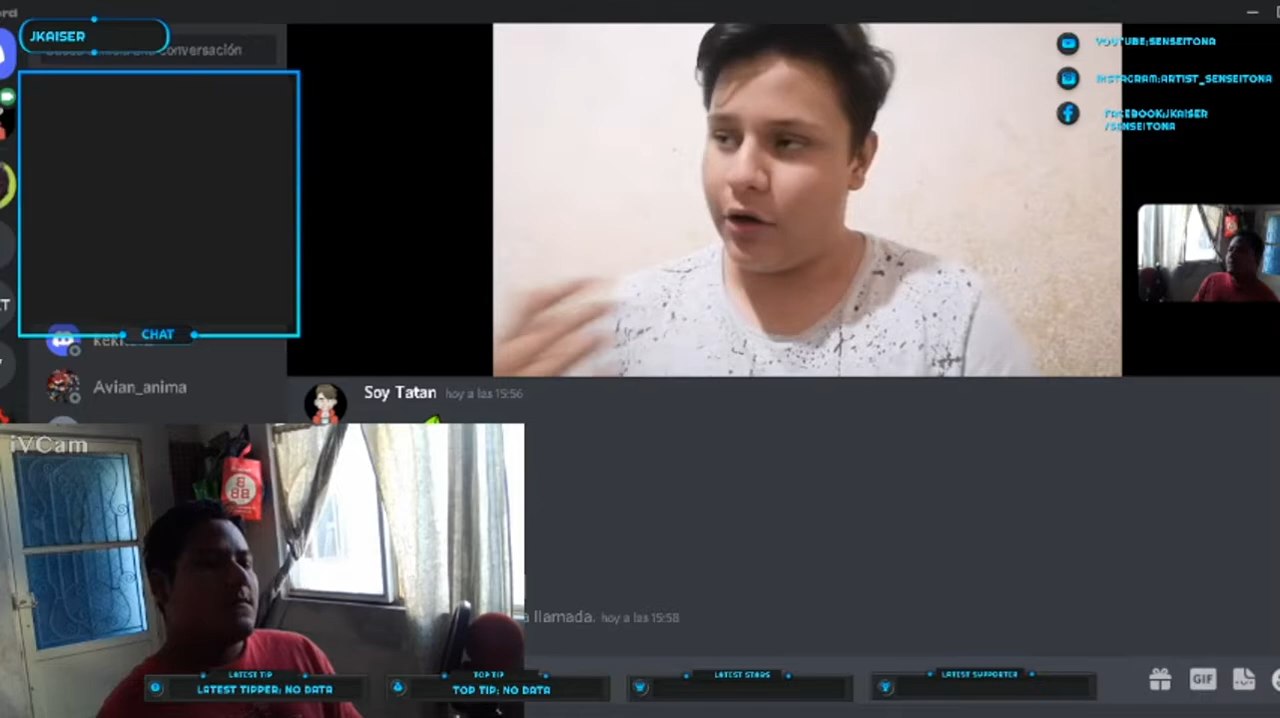 JKAISER
conversación
YOUTUBE:SENSEITONA
INSTAGRAM:ARTIST_SENSEITONA
FACEBOOK:JKAISER
/SENSEITONA
CHAT
Avian_anima
Soy Tatan hoy a las 15:56
iVCam
llamada. hoy a las 15:58
LATEST TIP
LATEST TIPPER: NO DATA
TOP TIP
TOP TIP: NO DATA
LATEST STARS
LATEST SUPPORTER
GIF